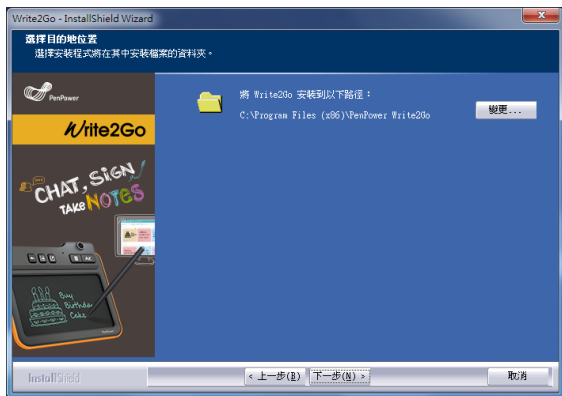 Write2Go - InstallShield Wizard
選擇目的地位置
選擇安裝程式將在其中安裝檔案的資料夾。
PenPower
Write2Go
CHAT, SIGN/
TAKE NOTES
Buy
Birthday
Cake
將 Write2Go 安裝到以下路徑：
C:\Program Files (x86)\PenPower Write2Go
變更...
InstallShield
< 上一步(B)
下一步(N) >
取消